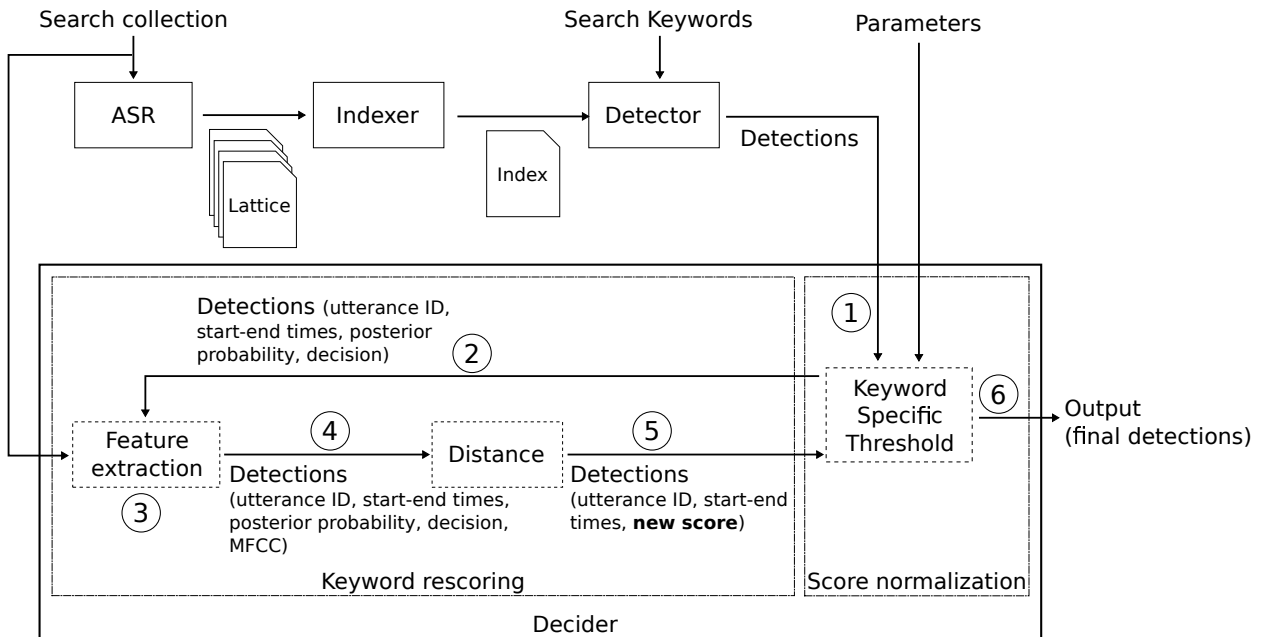 Search collection
Search Keywords
Parameters
ASR
Indexer
Detector
Detections
Lattice
Index
Detections (utterance ID,
start-end times, posterior
probability, decision)
1
2
Keyword
Specific
Threshold
6
Output
(final detections)
Feature
extraction
3
4
Detections
(utterance ID, start-end times,
posterior probability, decision,
MFCC)
Distance
5
Detections
(utterance ID, start-end
times, new score)
Keyword rescoring
Score normalization
Decider